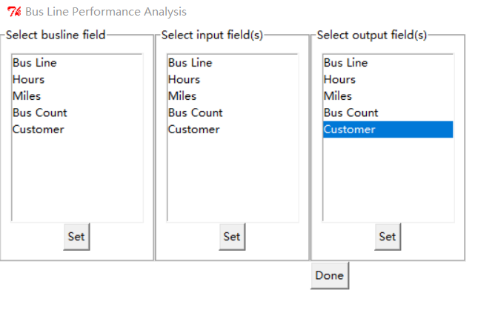 Bus Line Performance Analysis
Select busline field
Bus Line
Hours
Miles
Bus Count
Customer
Set
Select input field(s)
Bus Line
Hours
Miles
Bus Count
Customer
Set
Select output field(s)
Bus Line
Hours
Miles
Bus Count
Customer
Set
Done